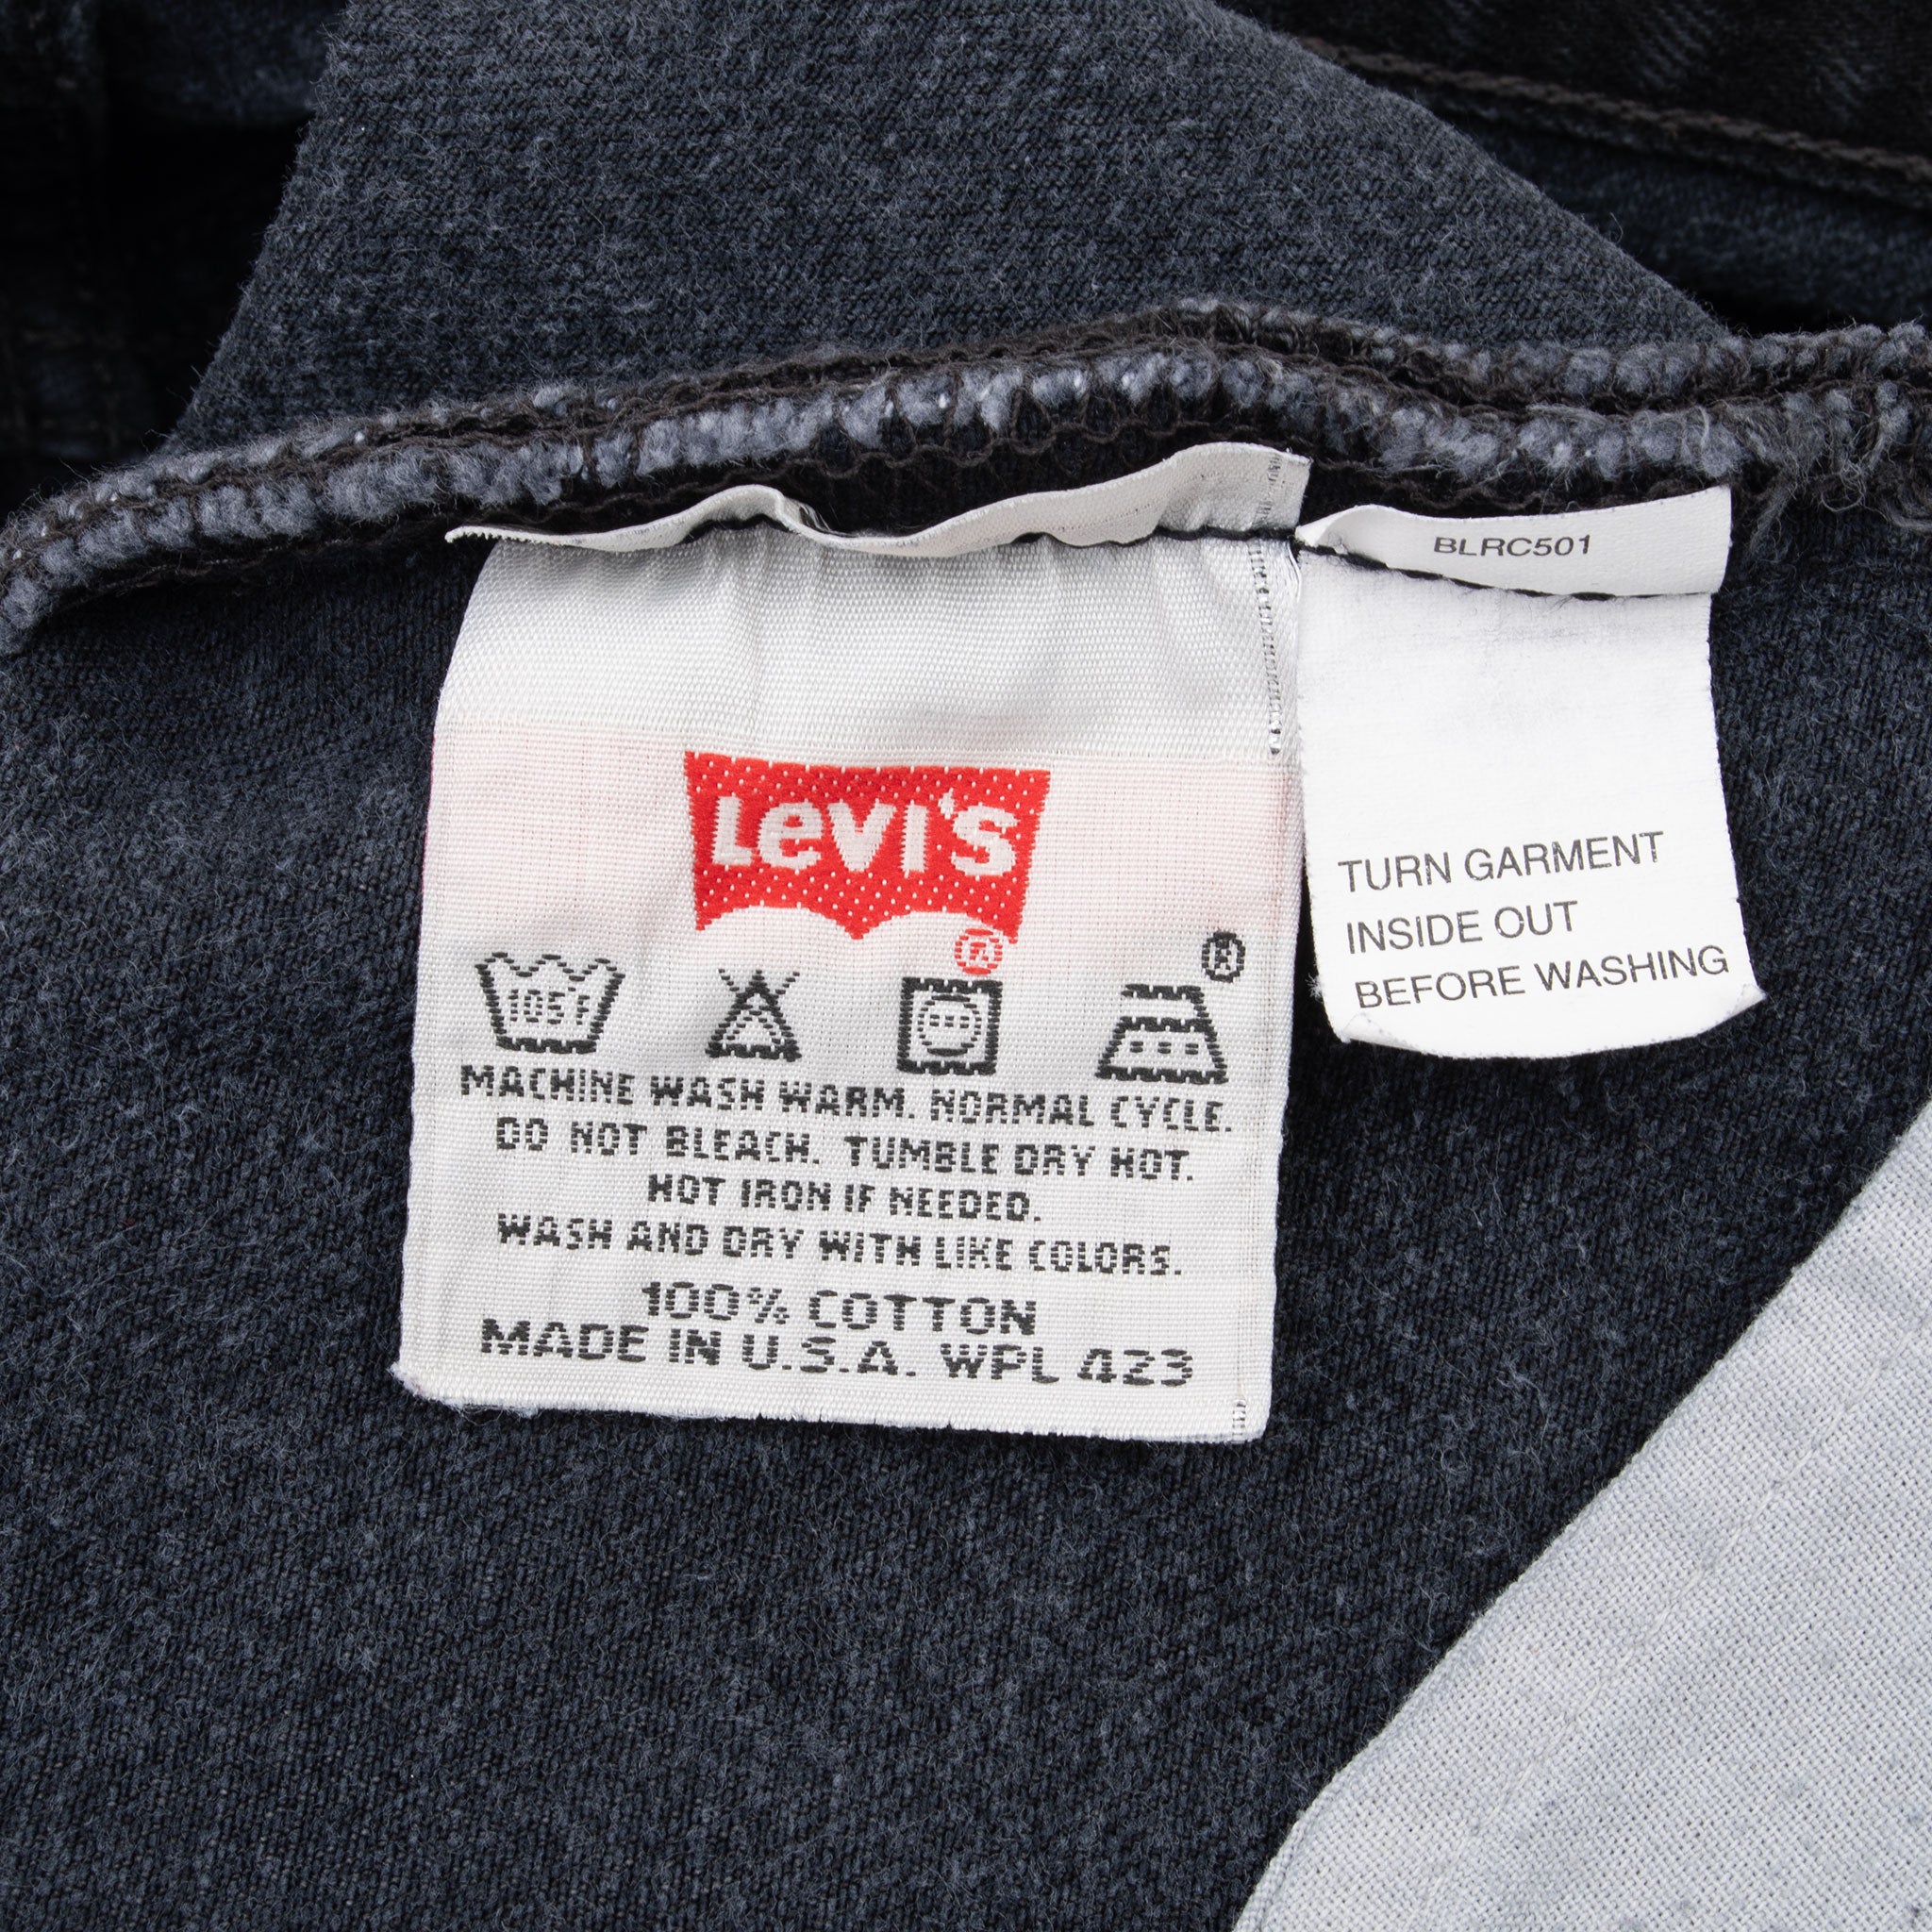 BLRC501
LEVI'S
®
®
105°F
MACHINE WASH WARM. NORMAL CYCLE.
DO NOT BLEACH. TUMBLE DRY HOT.
HOT IRON IF NEEDED.
WASH AND DRY WITH LIKE COLORS.
100% COTTON
MADE IN U.S.A. WPL 423
TURN GARMENT
INSIDE OUT
BEFORE WASHING